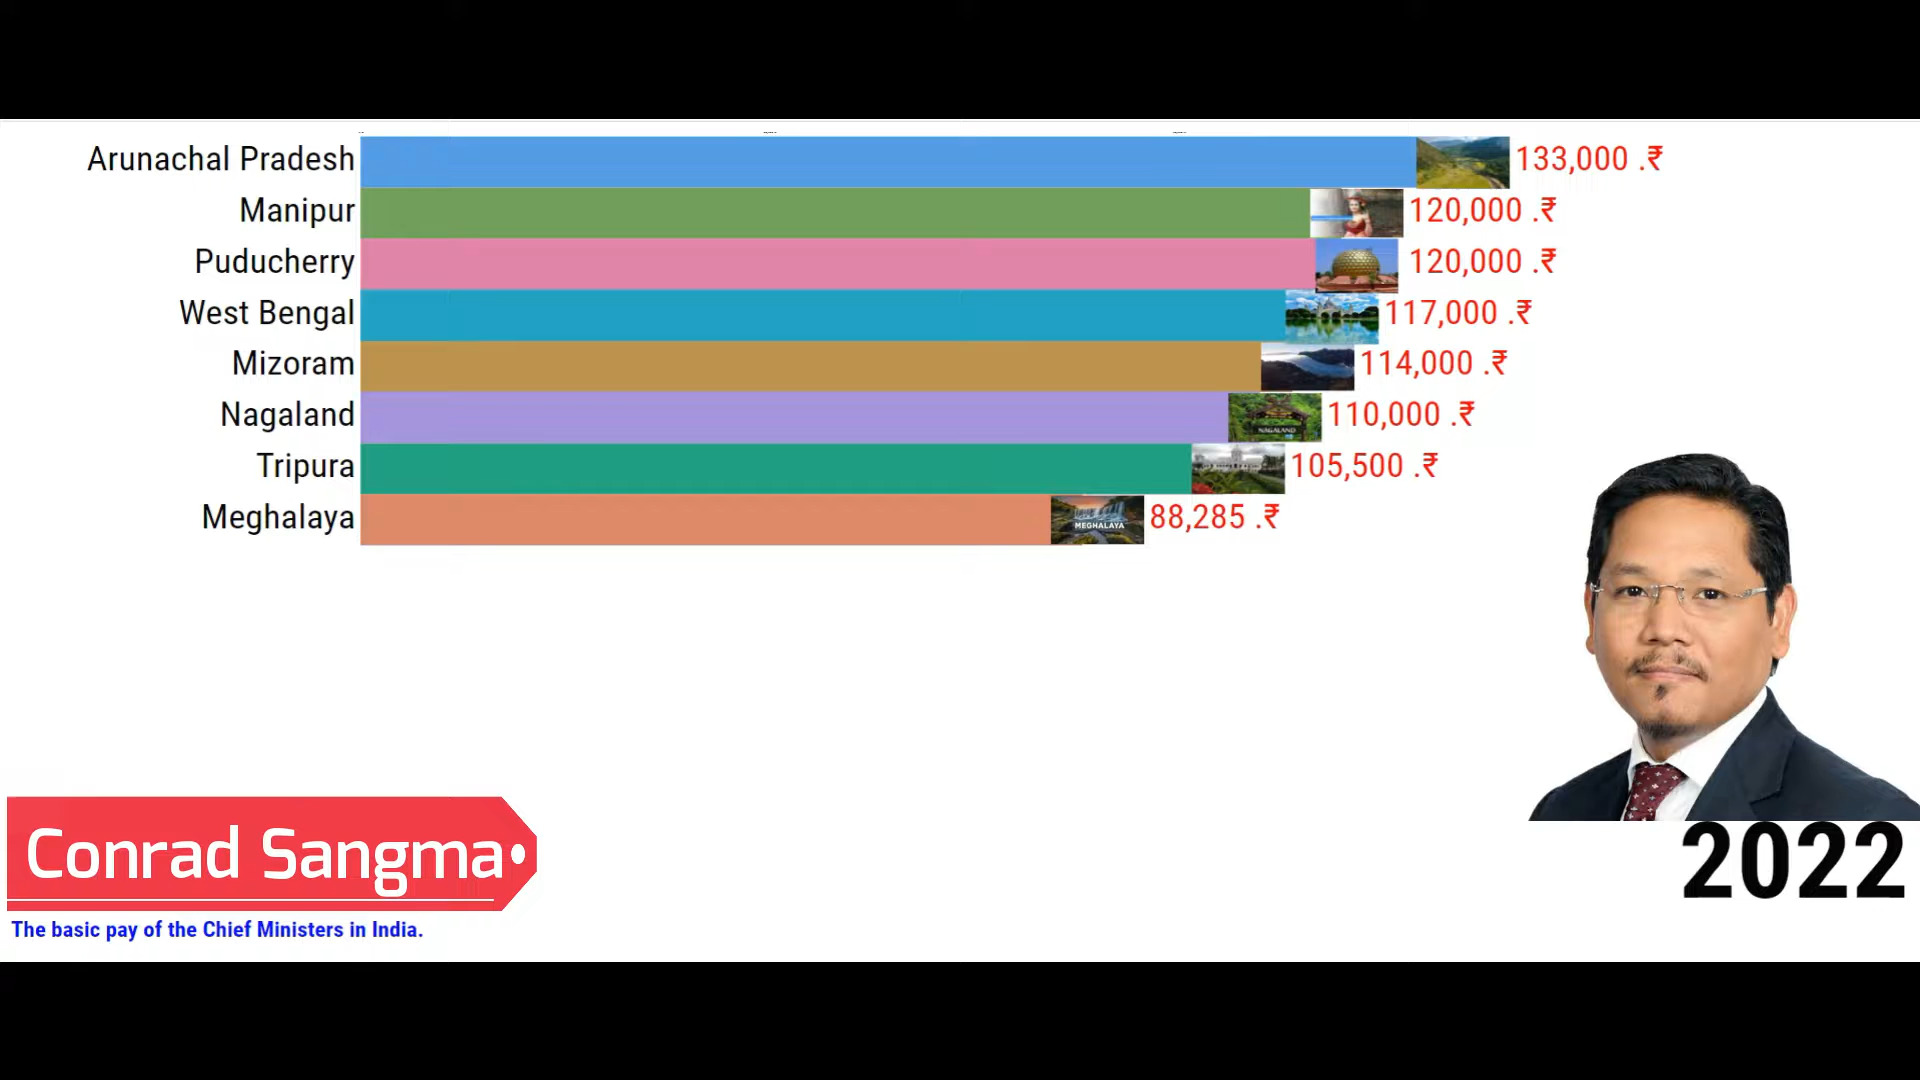 Arunachal Pradesh 133,000 .₹
Manipur 120,000 .₹
Puducherry 120,000 .₹
West Bengal 117,000 .₹
Mizoram 114,000 .₹
Nagaland NAGALAND 110,000 .₹
Tripura 105,500 .₹
Meghalaya MEGHALAYA 88,285 .₹
Conrad Sangma
2022
The basic pay of the Chief Ministers in India.